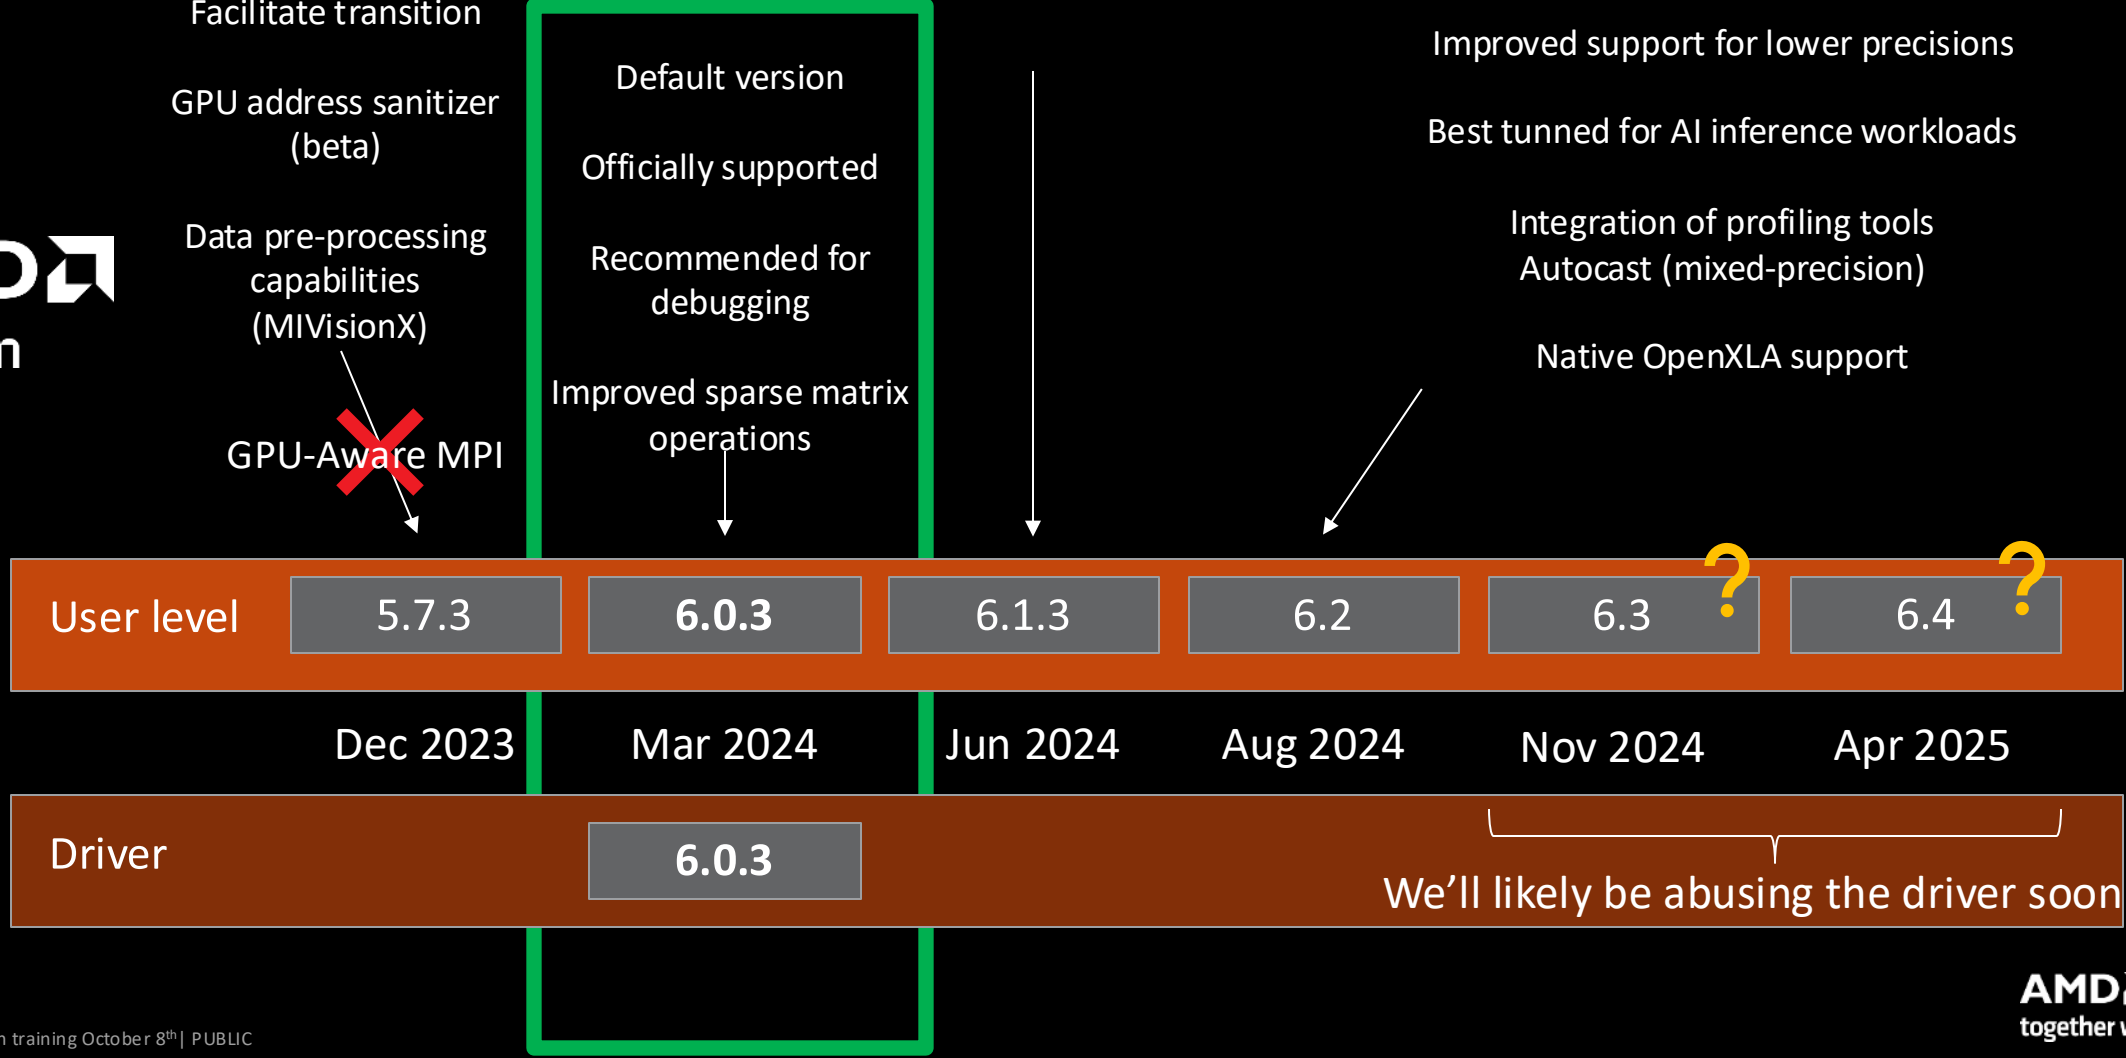 Facilitate transition
GPU address sanitizer
(beta)
Data pre-processing
capabilities
(MIVisionX)
GPU-Aware MPI
Default version
Officially supported
Recommended for
debugging
Improved sparse matrix
operations
Improved support for lower precisions
Best tunned for AI inference workloads
Integration of profiling tools
Autocast (mixed-precision)
Native OpenXLA support
User level
5.7.3
6.0.3
6.1.3
6.2
6.3
?
6.4
?
Dec 2023
Mar 2024
Jun 2024
Aug 2024
Nov 2024
Apr 2025
Driver
6.0.3
We’ll likely be abusing the driver soon
training October 8th| PUBLIC
AMD
together